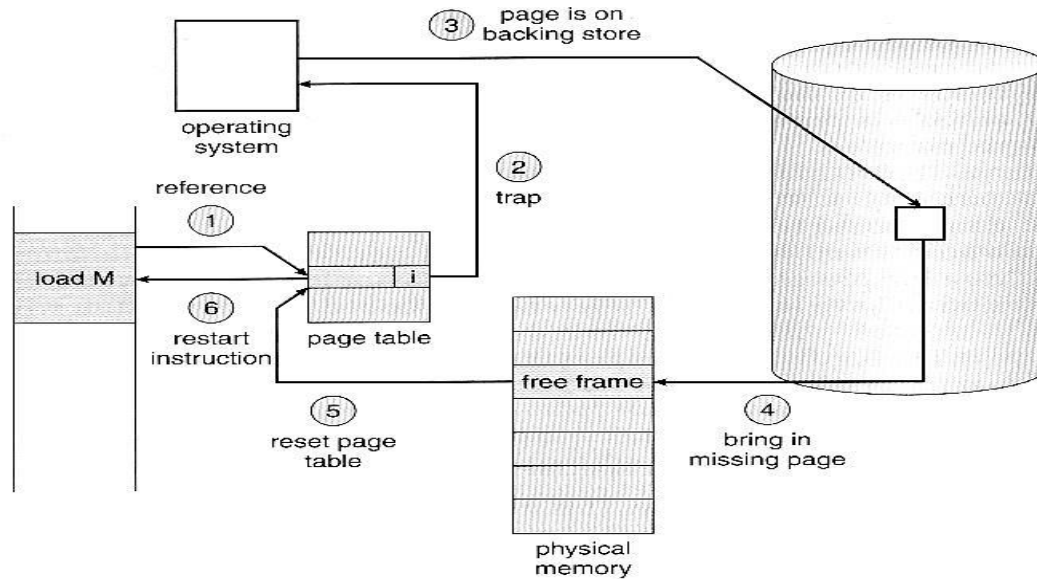 3
page is on
backing store
operating
system
2
trap
reference
1
load M
i
6
restart
instruction
page table
free frame
5
reset page
table
4
bring in
missing page
physical
memory